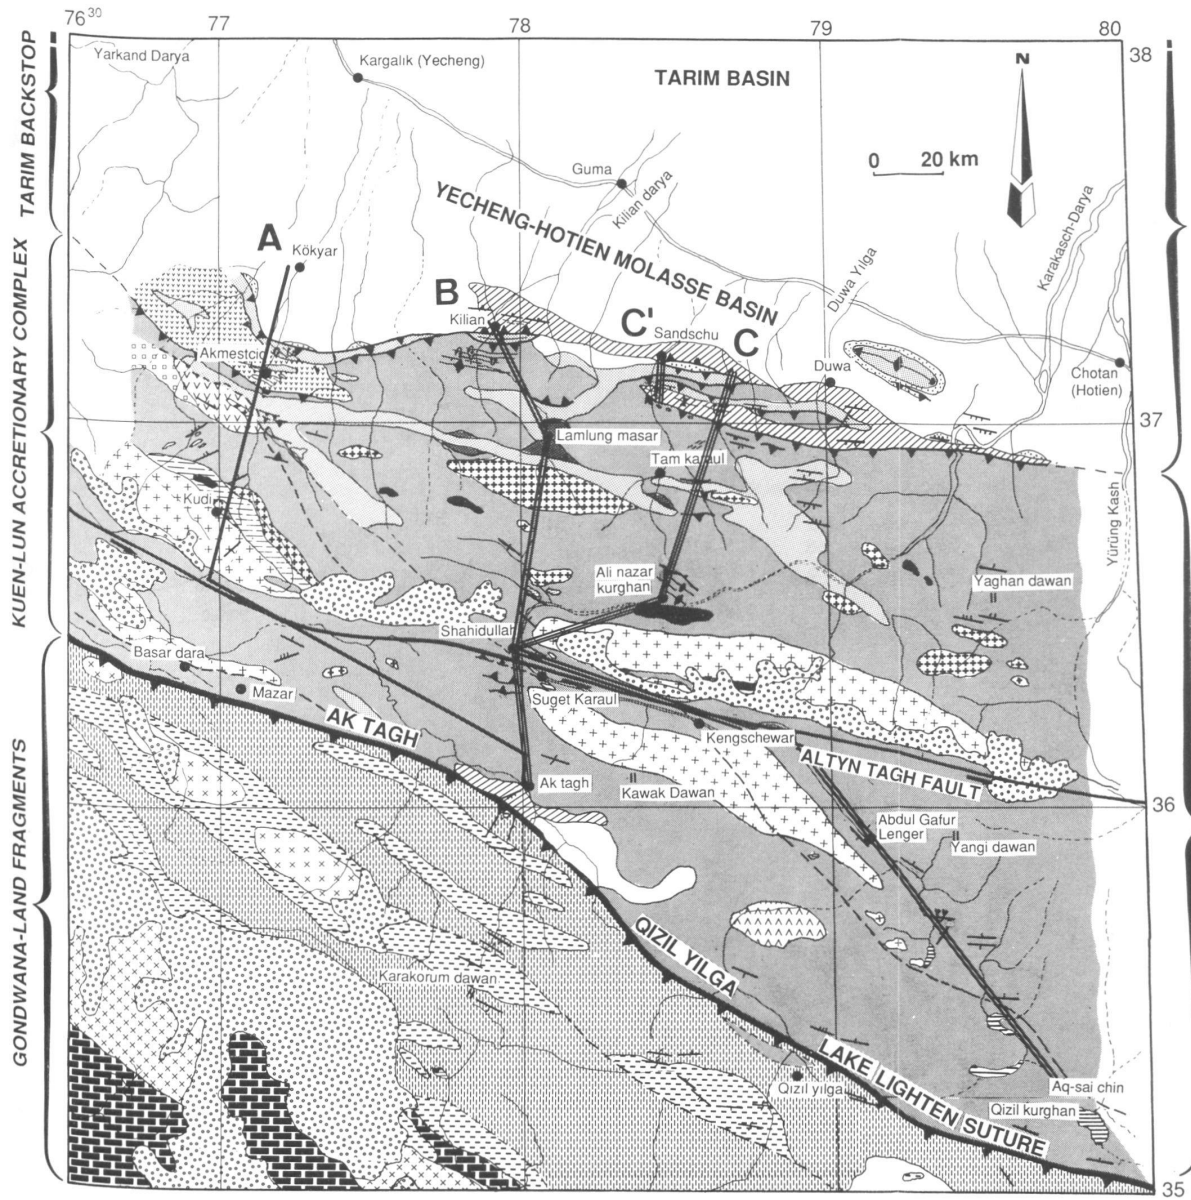 76 30
77
78
79
80
Yarkand Darya
Kargalık (Yecheng)
TARIM BASIN
N
38
0 20 km
TARIM BACKSTOP
Guma
Kilian darya
YECHENG-HOTIEN MOLASSE BASIN
Duwa Yılga
Karakasch-Darya
A
Kökyar
B
Kilian
C'
Sandschu
C
Duwa
Chotan
(Hotien)
Akmestcid
37
KUEN-LUN ACCRETIONARY COMPLEX
Lamlung masar
Tam karaul
Kudi
Yürüng Kash
Ali nazar
kurghan
Yaghan dawan
Shahidullah
Basar dara
Mazar
Suget Karaul
AK TAGH
Kengschewar
ALTYN TAGH FAULT
Ak tagh
Kawak Dawan
36
Abdul Gafur
Lenger
Yangi dawan
GONDWANA-LAND FRAGMENTS
QIZIL YILGA
Karakorum dawan
LAKE LIGHTEN SUTURE
Qizil yılga
Aq-sai chin
Qizil kurghan
35